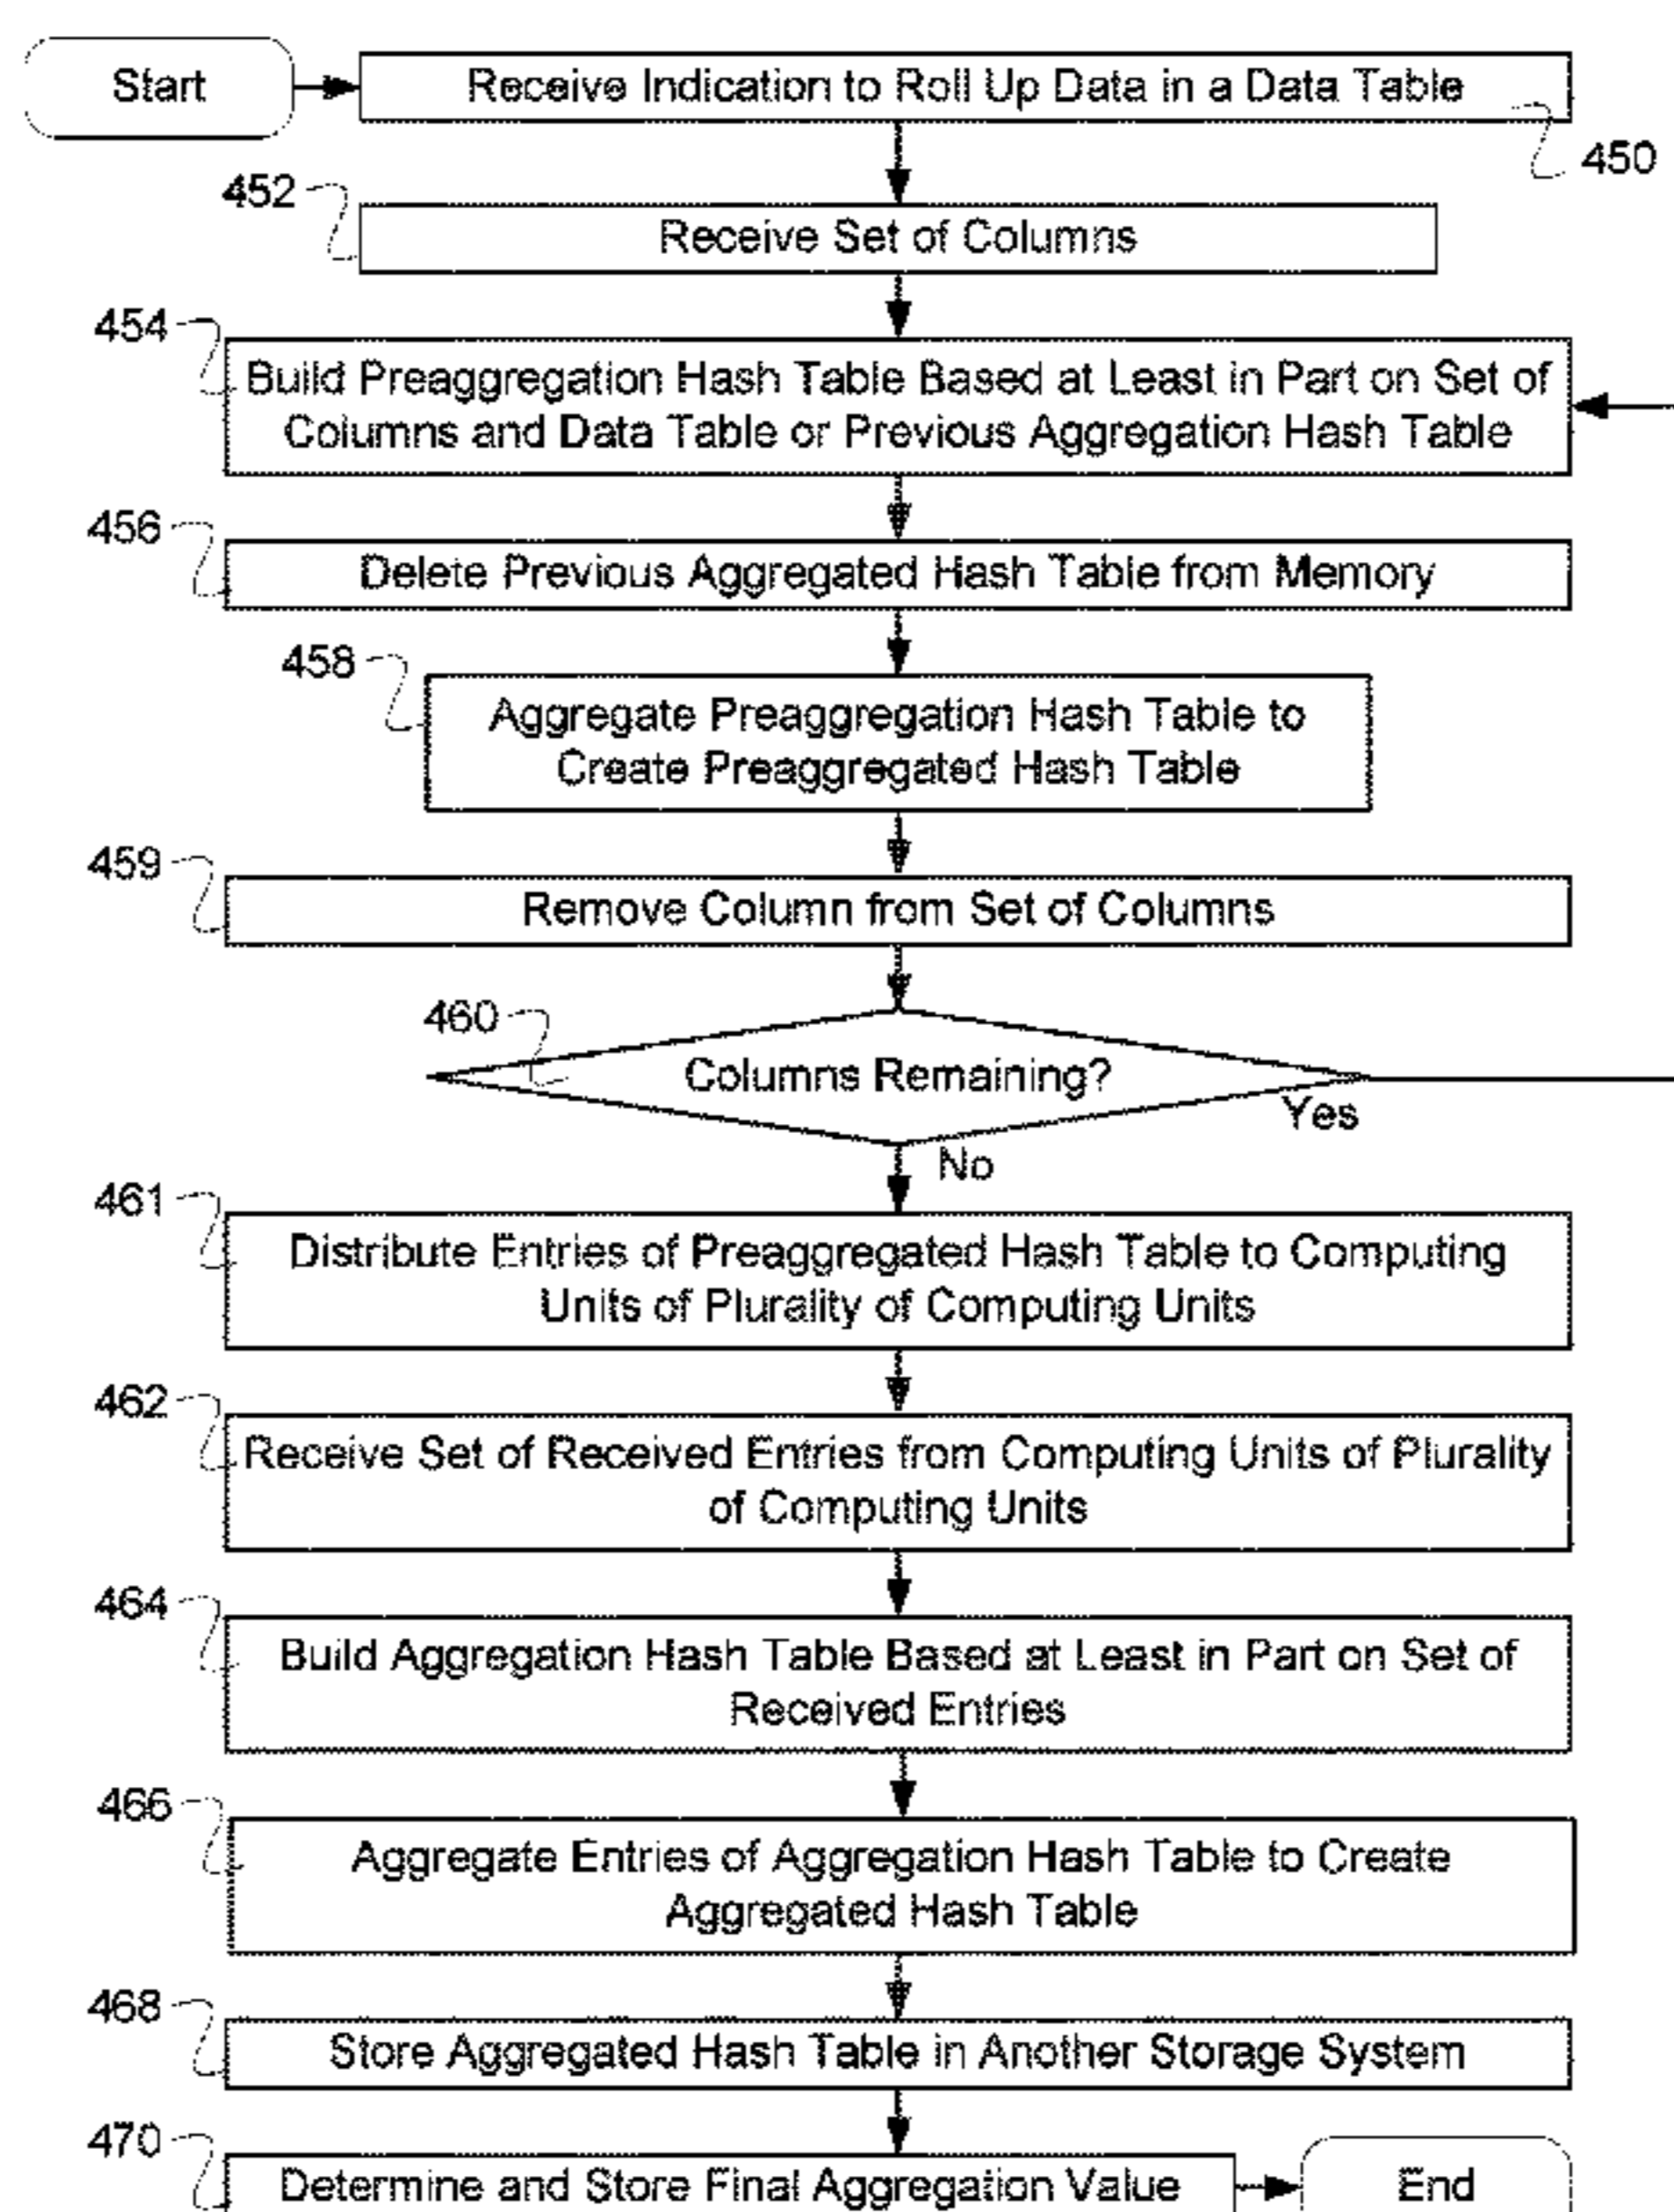 Start
Receive Indication to Roll Up Data in a Data Table
450
452
Receive Set of Columns
454
Build Preaggregation Hash Table Based at Least in Part on Set of
Columns and Data Table or Previous Aggregation Hash Table
456
Delete Previous Aggregated Hash Table from Memory
458
Aggregate Preaggregation Hash Table to
Create Preaggregated Hash Table
459
Remove Column from Set of Columns
460
Columns Remaining?
Yes
No
461
Distribute Entries of Preaggregated Hash Table to Computing
Units of Plurality of Computing Units
462
Receive Set of Received Entries from Computing Units of Plurality
of Computing Units
464
Build Aggregation Hash Table Based at Least in Part on Set of
Received Entries
466
Aggregate Entries of Aggregation Hash Table to Create
Aggregated Hash Table
468
Store Aggregated Hash Table in Another Storage System
470
Determine and Store Final Aggregation Value
End